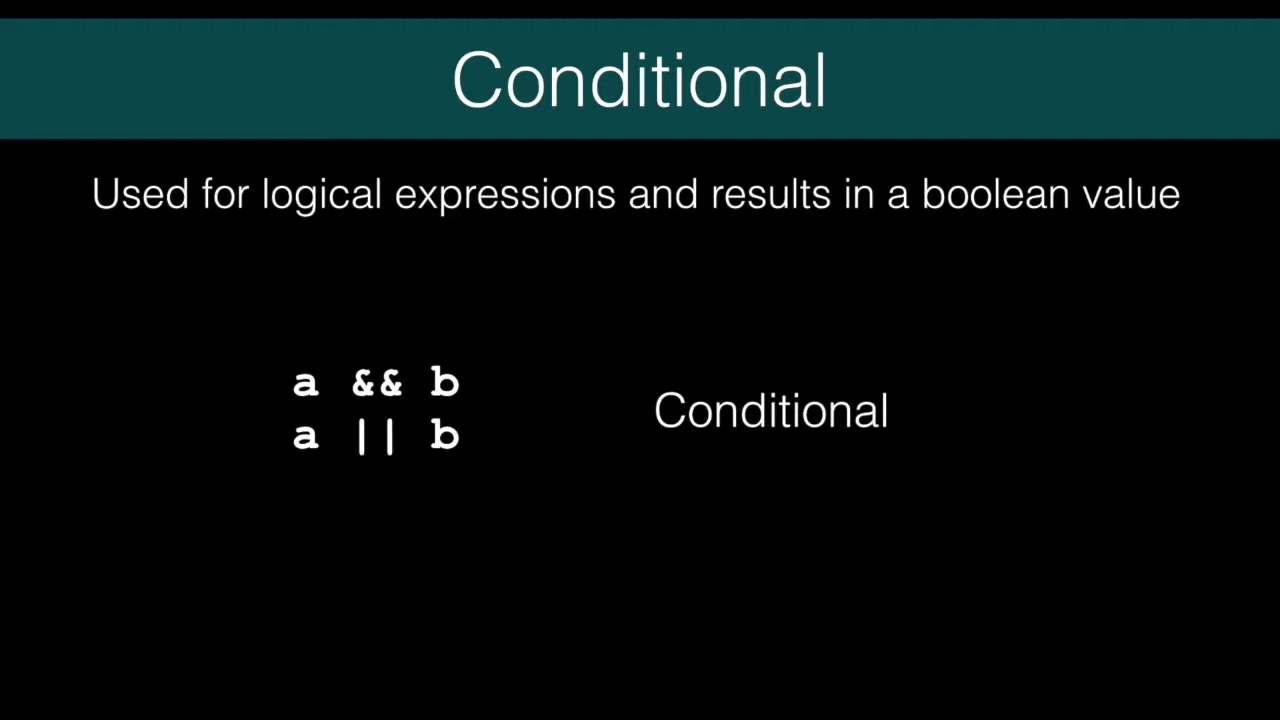 Conditional
Used for logical expressions and results in a boolean value
a && b
a || b
Conditional